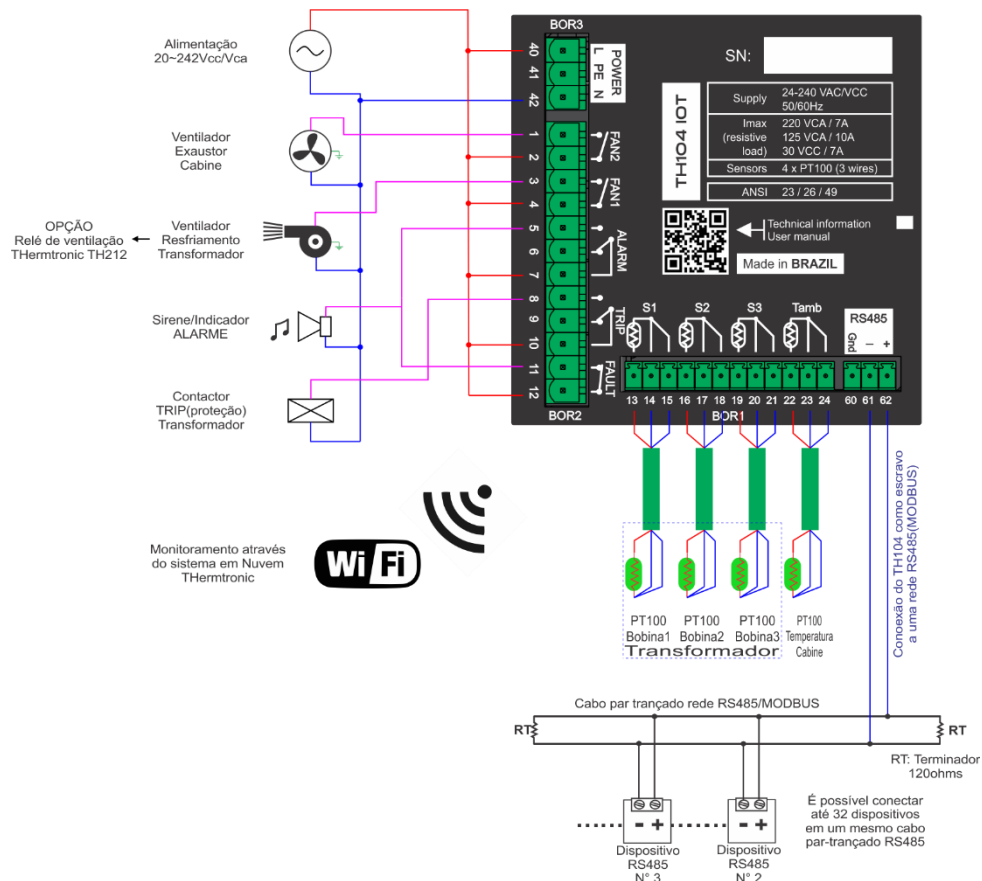 BOR3
Alimentação
20~242Vcc/Vca
40
41
42
L PE N
POWER
SN:
TH104 IOT
Supply
24-240 VAC/VCC
50/60Hz
Imax
(resistive
load)
220 VCA / 7A
125 VCA / 10A
30 VCC / 7A
Sensors
4 x PT100 (3 wires)
ANSI
23 / 26 / 49
Technical information
User manual
Made in BRAZIL
Ventilador
Exaustor
Cabine
1
2
FAN2
3
4
FAN1
OPÇÃO
Relé de ventilação
THermtronic TH212
Ventilador
Resfriamento
Transformador
5
6
7
ALARM
Sirene/Indicador
ALARME
8
9
10
TRIP
11
12
FAULT
Contactor
TRIP(proteção)
Transformador
BOR2
S1
S2
S3
Tamb
RS485
Gnd
−
+
13 14 15 16 17 18 19 20 21 22 23 24 60 61 62
BOR1
Monitoramento através
do sistema em Nuvem
THermtronic
Wi Fi
PT100
Bobina1
PT100
Bobina2
PT100
Bobina3
Transformador
PT100
Temperatura
Cabine
Conoexão do TH104 como escravo
a uma rede RS485(MODBUS)
Cabo par trançado rede RS485/MODBUS
RT
RT
RT: Terminador
120ohms
- +
- +
Dispositivo
RS485
N° 3
Dispositivo
RS485
N° 2
É possível conectar
até 32 dispositivos
em um mesmo cabo
par-trançado RS485